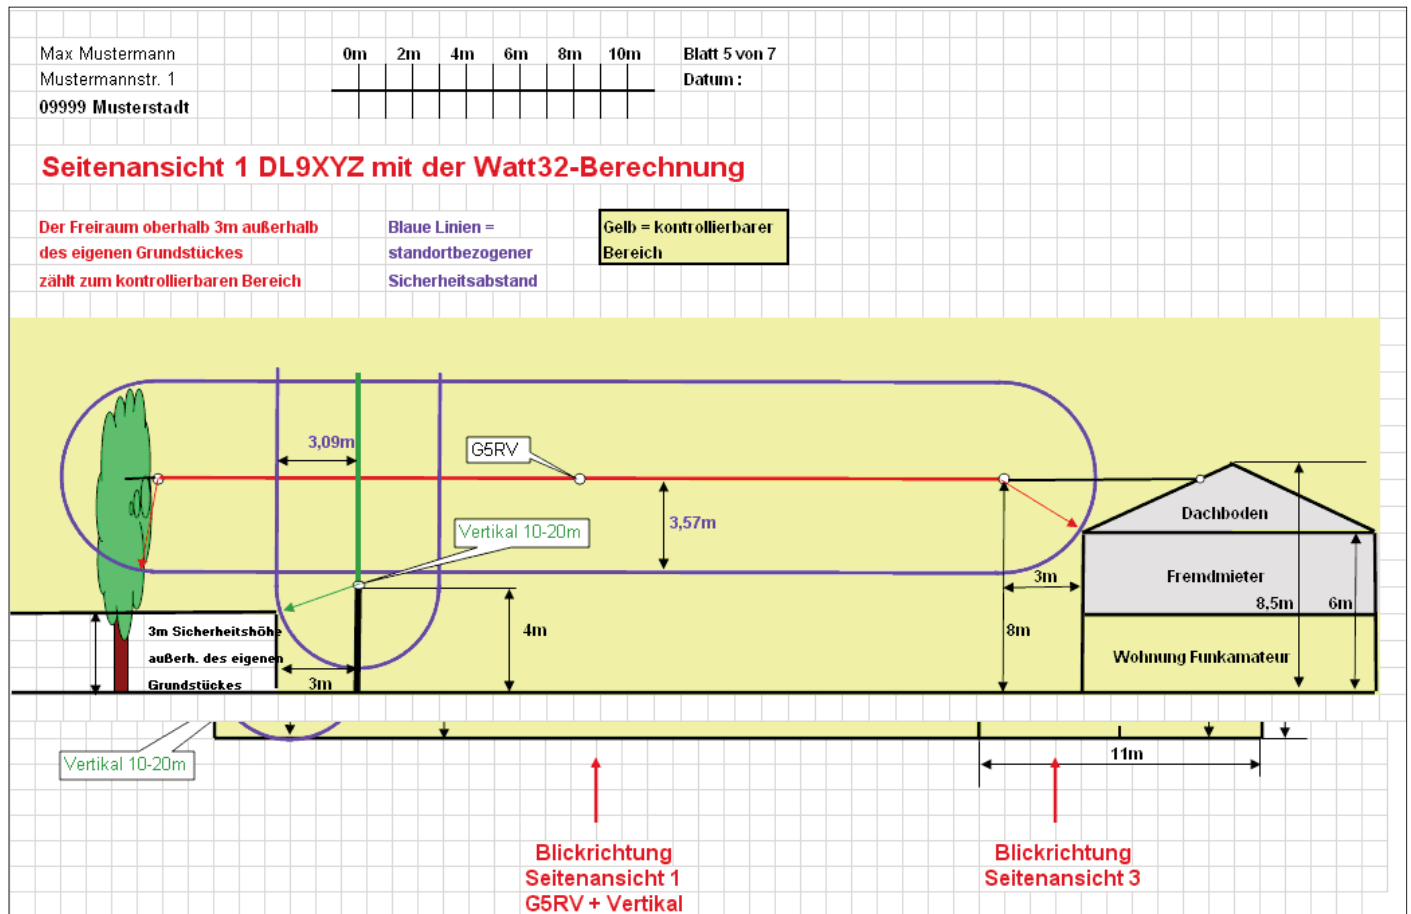 Max Mustermann
Mustermannstr. 1
09999 Musterstadt
0m 2m 4m 6m 8m 10m
Blatt 5 von 7
Datum :
Seitenansicht 1 DL9XYZ mit der Watt32-Berechnung
Der Freiraum oberhalb 3m außerhalb
des eigenen Grundstückes
zählt zum kontrollierbaren Bereich
Blaue Linien =
standortbezogener
Sicherheitsabstand
Gelb = kontrollierbarer
Bereich
3,09m
G5RV
3,57m
Vertikal 10-20m
Dachboden
Fremdmieter
3m
8,5m
6m
4m
8m
3m Sicherheitshöhe
außerh. des eigenen
Grundstückes
3m
Wohnung Funkamateur
Vertikal 10-20m
11m
Blickrichtung
Seitenansicht 1
G5RV + Vertikal
Blickrichtung
Seitenansicht 3